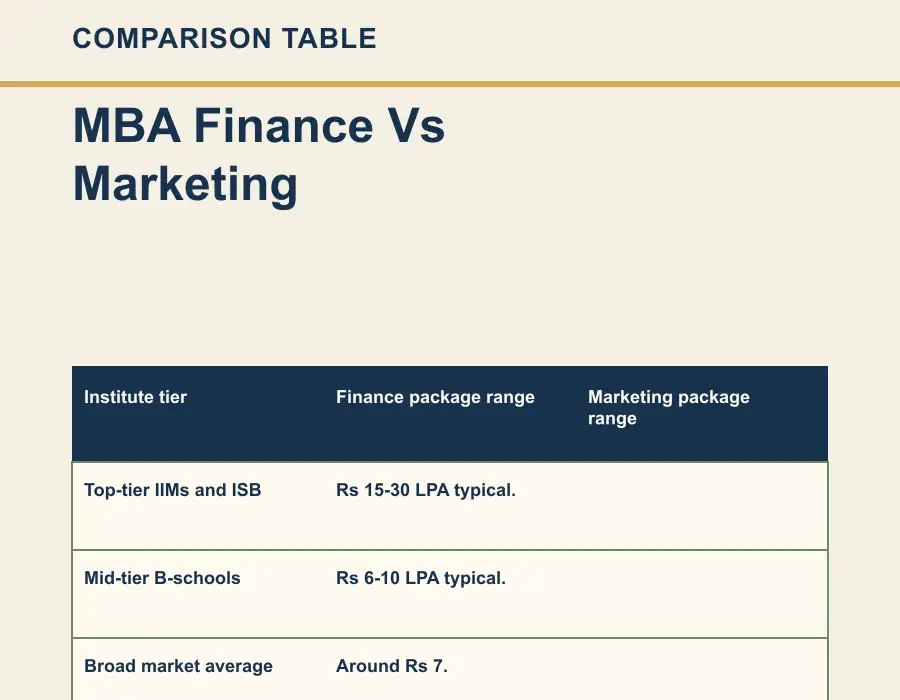 COMPARISON TABLE
MBA Finance Vs
Marketing
Institute tier
Finance package range
Marketing package
range
Top-tier IIMs and ISB
Rs 15-30 LPA typical.
Mid-tier B-schools
Rs 6-10 LPA typical.
Broad market average
Around Rs 7.